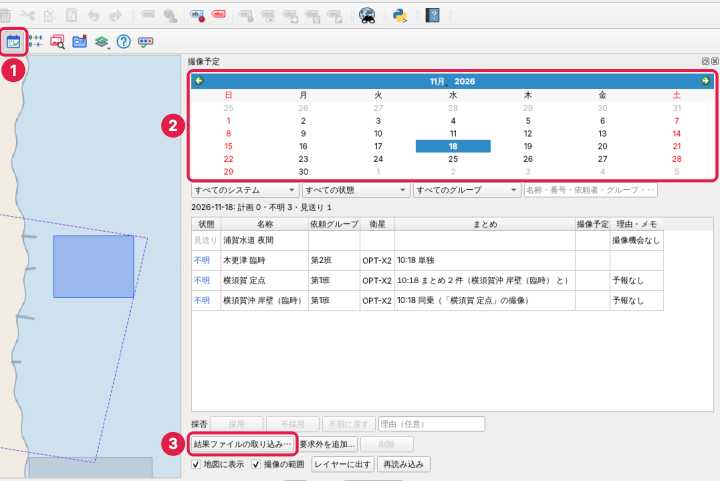 abc
abc
abc
abc
1
撮像予定
11月 2026
日 月 火 水 木 金 土
25 26 27 28 29 30 31
1 2 3 4 5 6 7
2
8 9 10 11 12 13 14
15 16 17 18 19 20 21
22 23 24 25 26 27 28
29 30 1 2 3 4 5
すべてのシステム すべての状態 すべてのグループ 名称・番号・依頼者・グループ・…
2026-11-18: 計画 0・不明 3・見送り 1
状態 名称 依頼グループ 衛星 まとめ 撮像予定 理由・メモ
見送り 浦賀水道 夜間 撮像機会なし
不明 木更津 臨時 第2班 OPT-X2 10:18 単独
不明 横須賀 定点 第1班 OPT-X2 10:18 まとめ 2 件（横須賀沖 岸壁（臨時） と） 予報なし
不明 横須賀沖 岸壁（臨時） 第1班 OPT-X2 10:18 同乗（「横須賀 定点」の撮像） 予報なし
採否 採用 不採用 不明に戻す 理由（任意）
3 結果ファイルの取り込み… 要求外を追加... 削除
地図に表示 撮像の範囲 レイヤーに出す 再読み込み